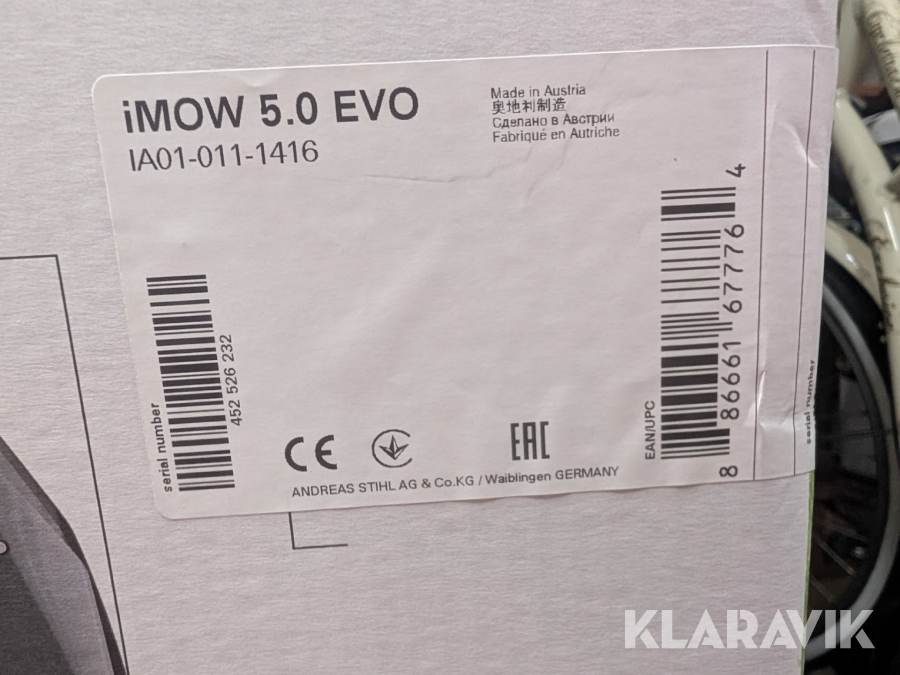 iMOW 5.0 EVO
IA01-011-1416
Made in Austria
奥地利制造
Сделано в Австрии
Fabriqué en Autriche
serial number
452 526 232
CE
EAC
ANDREAS STIHL AG & Co.KG / Waiblingen GERMANY
EAN/UPC
8 86661 67776 4
serial number
KLARAVIK